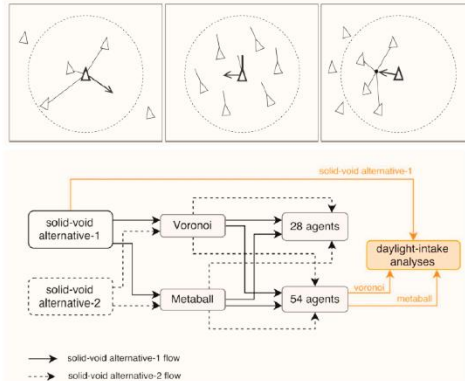 solid-void alternative-1
solid-void
alternative-1
Voronoi
28 agents
daylight-intake
analyses
solid-void
alternative-2
Metaball
54 agents
voronoi
metaball
solid-void alternative-1 flow
solid-void alternative-2 flow